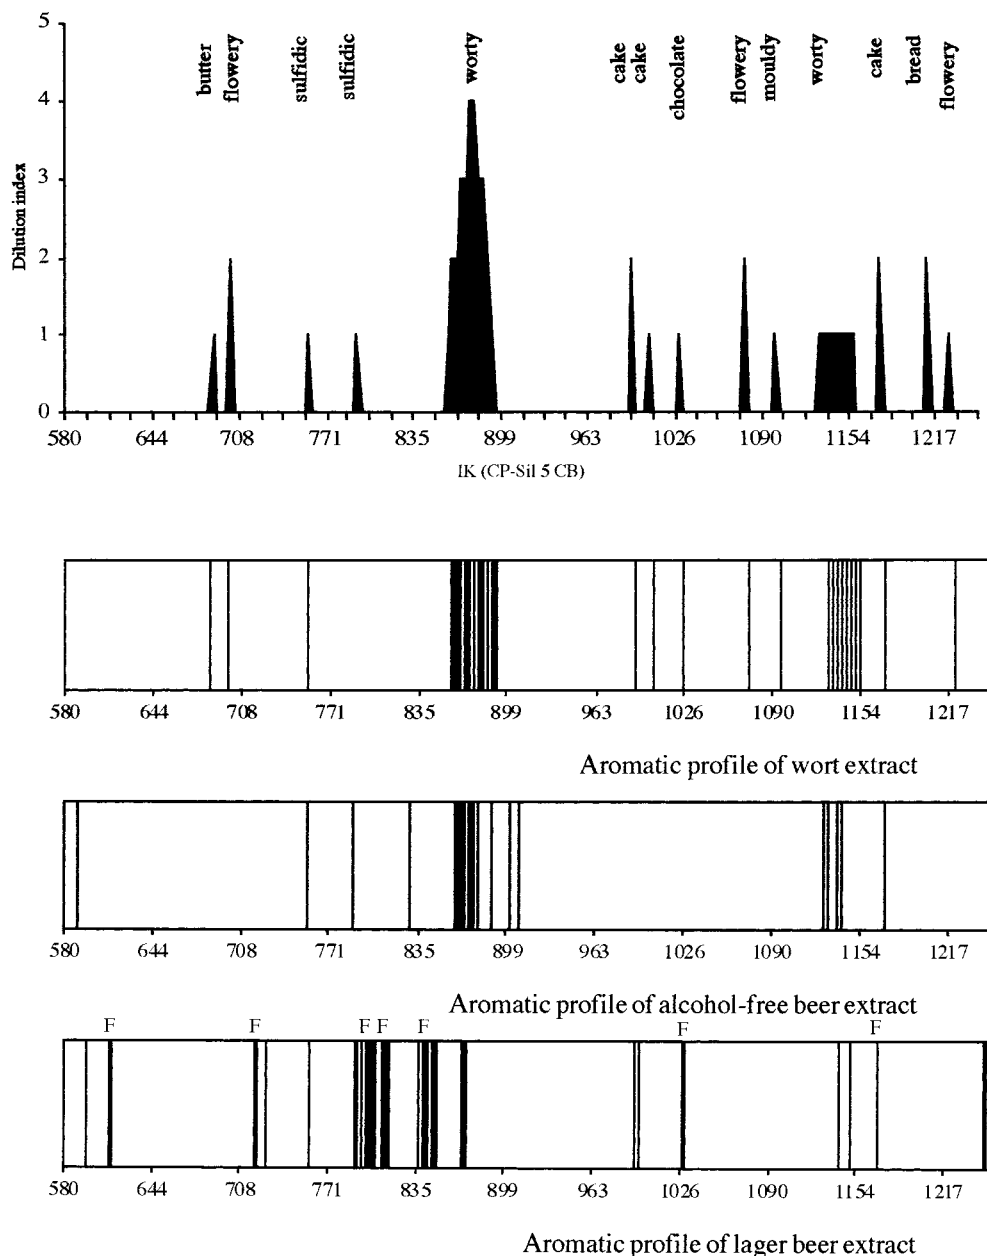 5
4
3
2
1
0
Dilution index
butter
flowery
sulfidic
sulfidic
worty
cake
cake
chocolate
flowery
mouldy
worty
cake
bread
flowery
580 644 708 771 835 899 963 1026 1090 1154 1217
IK (CP-Sil 5 CB)
580 644 708 771 835 899 963 1026 1090 1154 1217
Aromatic profile of wort extract
580 644 708 771 835 899 963 1026 1090 1154 1217
Aromatic profile of alcohol-free beer extract
F F F F F F F
580 644 708 771 835 899 963 1026 1090 1154 1217
Aromatic profile of lager beer extract